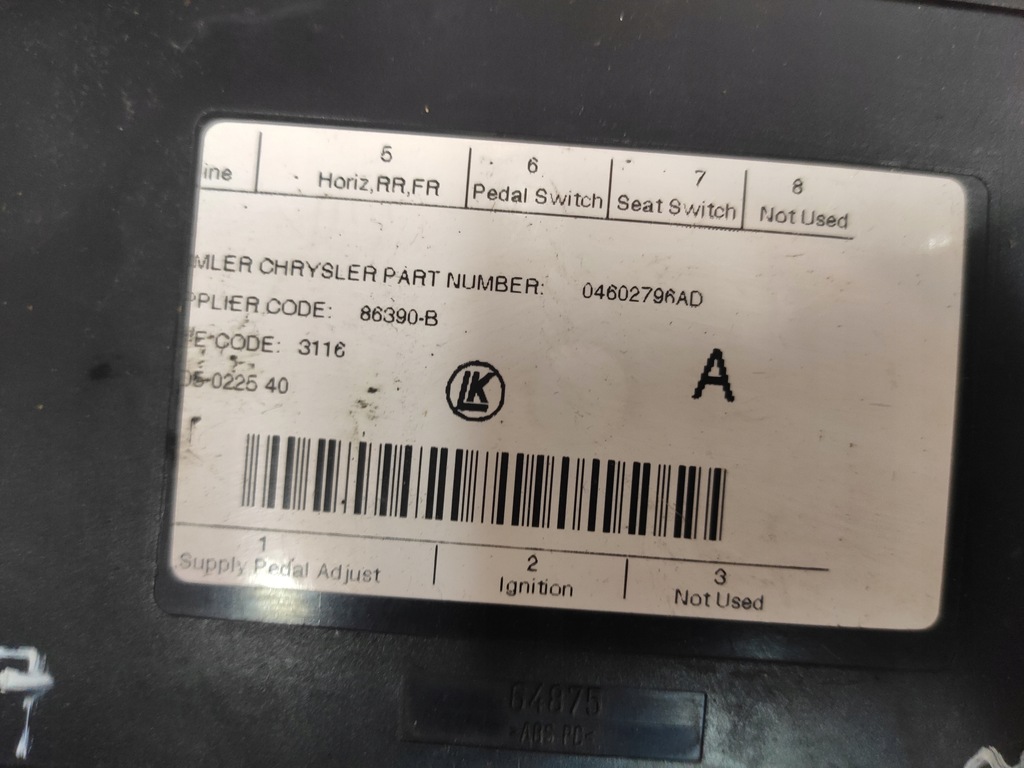 5 6 7 8
ine Horiz,RR,FR Pedal Switch Seat Switch Not Used
MLER CHRYSLER PART NUMBER: 04602796AD
PPLIER CODE: 86390-B
E CODE: 3116
05-0225 40
LK
A
1 2 3
Supply Pedal Adjust Ignition Not Used
64875